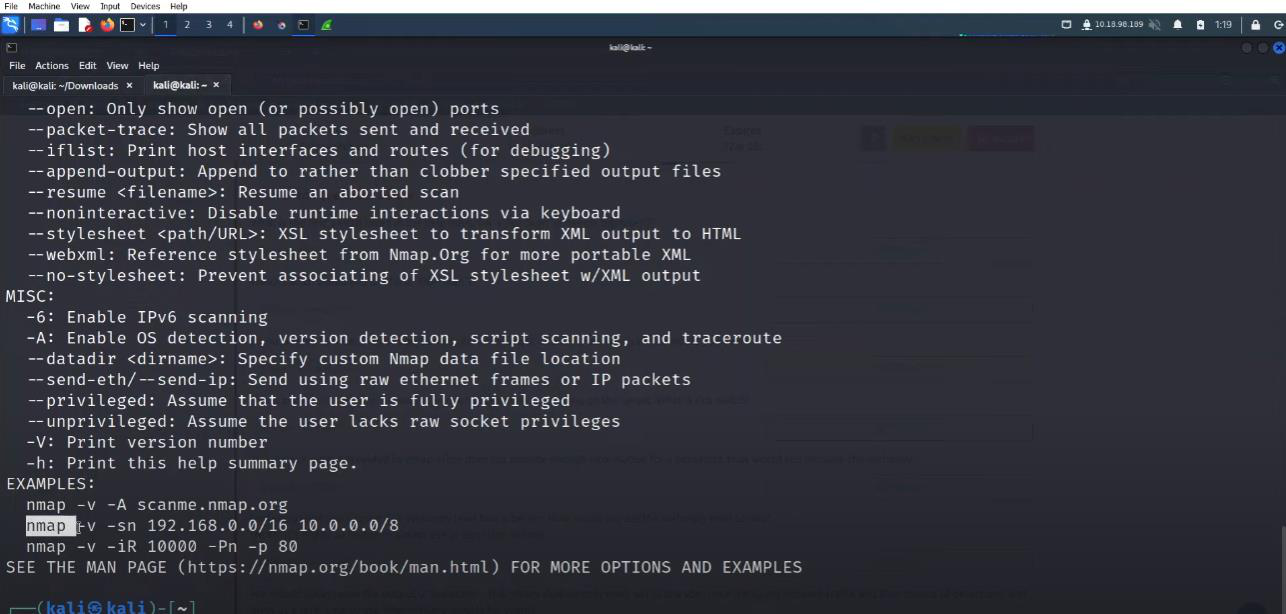 File Machine View Input Devices Help
1 2 3 4 10.18.98.189 1:19
kali@kali: ~
File Actions Edit View Help
kali@kali: ~/Downloads × kali@kali: ~ ×
--open: Only show open (or possibly open) ports
--packet-trace: Show all packets sent and received
--iflist: Print host interfaces and routes (for debugging)
--append-output: Append to rather than clobber specified output files
--resume <filename>: Resume an aborted scan
--noninteractive: Disable runtime interactions via keyboard
--stylesheet <path/URL>: XSL stylesheet to transform XML output to HTML
--webxml: Reference stylesheet from Nmap.Org for more portable XML
--no-stylesheet: Prevent associating of XSL stylesheet w/XML output
MISC:
-6: Enable IPv6 scanning
-A: Enable OS detection, version detection, script scanning, and traceroute
--datadir <dirname>: Specify custom Nmap data file location
--send-eth/--send-ip: Send using raw ethernet frames or IP packets
--privileged: Assume that the user is fully privileged
--unprivileged: Assume the user lacks raw socket privileges
-V: Print version number
-h: Print this help summary page.
EXAMPLES:
nmap -v -A scanme.nmap.org
nmap -v -sn 192.168.0.0/16 10.0.0.0/8
nmap -v -iR 10000 -Pn -p 80
SEE THE MAN PAGE (https://nmap.org/book/man.html) FOR MORE OPTIONS AND EXAMPLES
┌──(kali㉿kali)-[~]